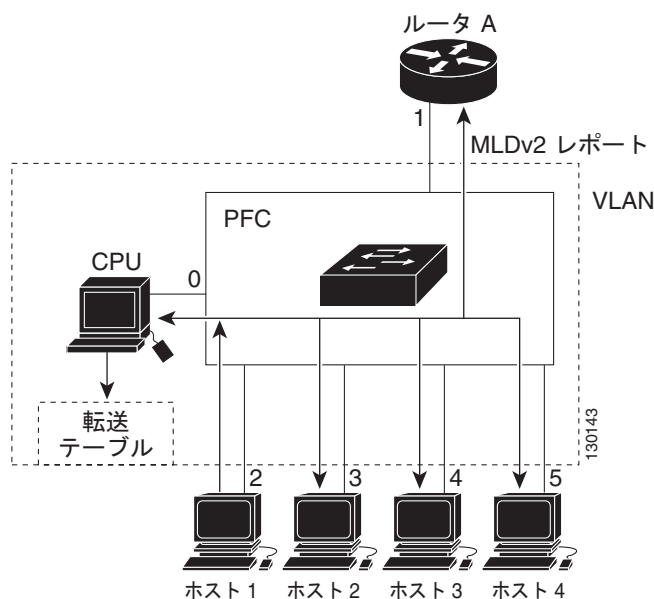 ルータ A
1
MLDv2 レポート
VLAN
PFC
CPU
0
転送
テーブル
130143
2
3
4
5
ホスト 1
ホスト 2
ホスト 3
ホスト 4